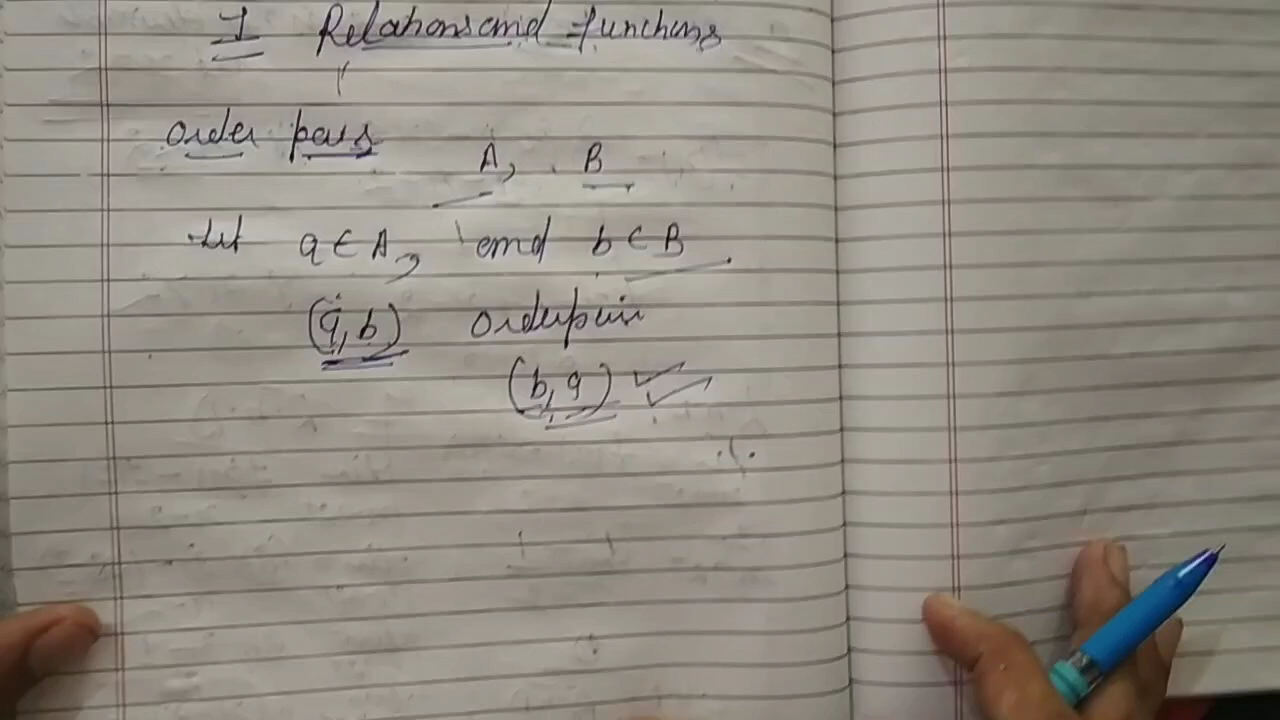 1 Relations and functions
Order pairs
A, B
Let a ∈ A, and b ∈ B
(a, b) Orderpair
(b, a)